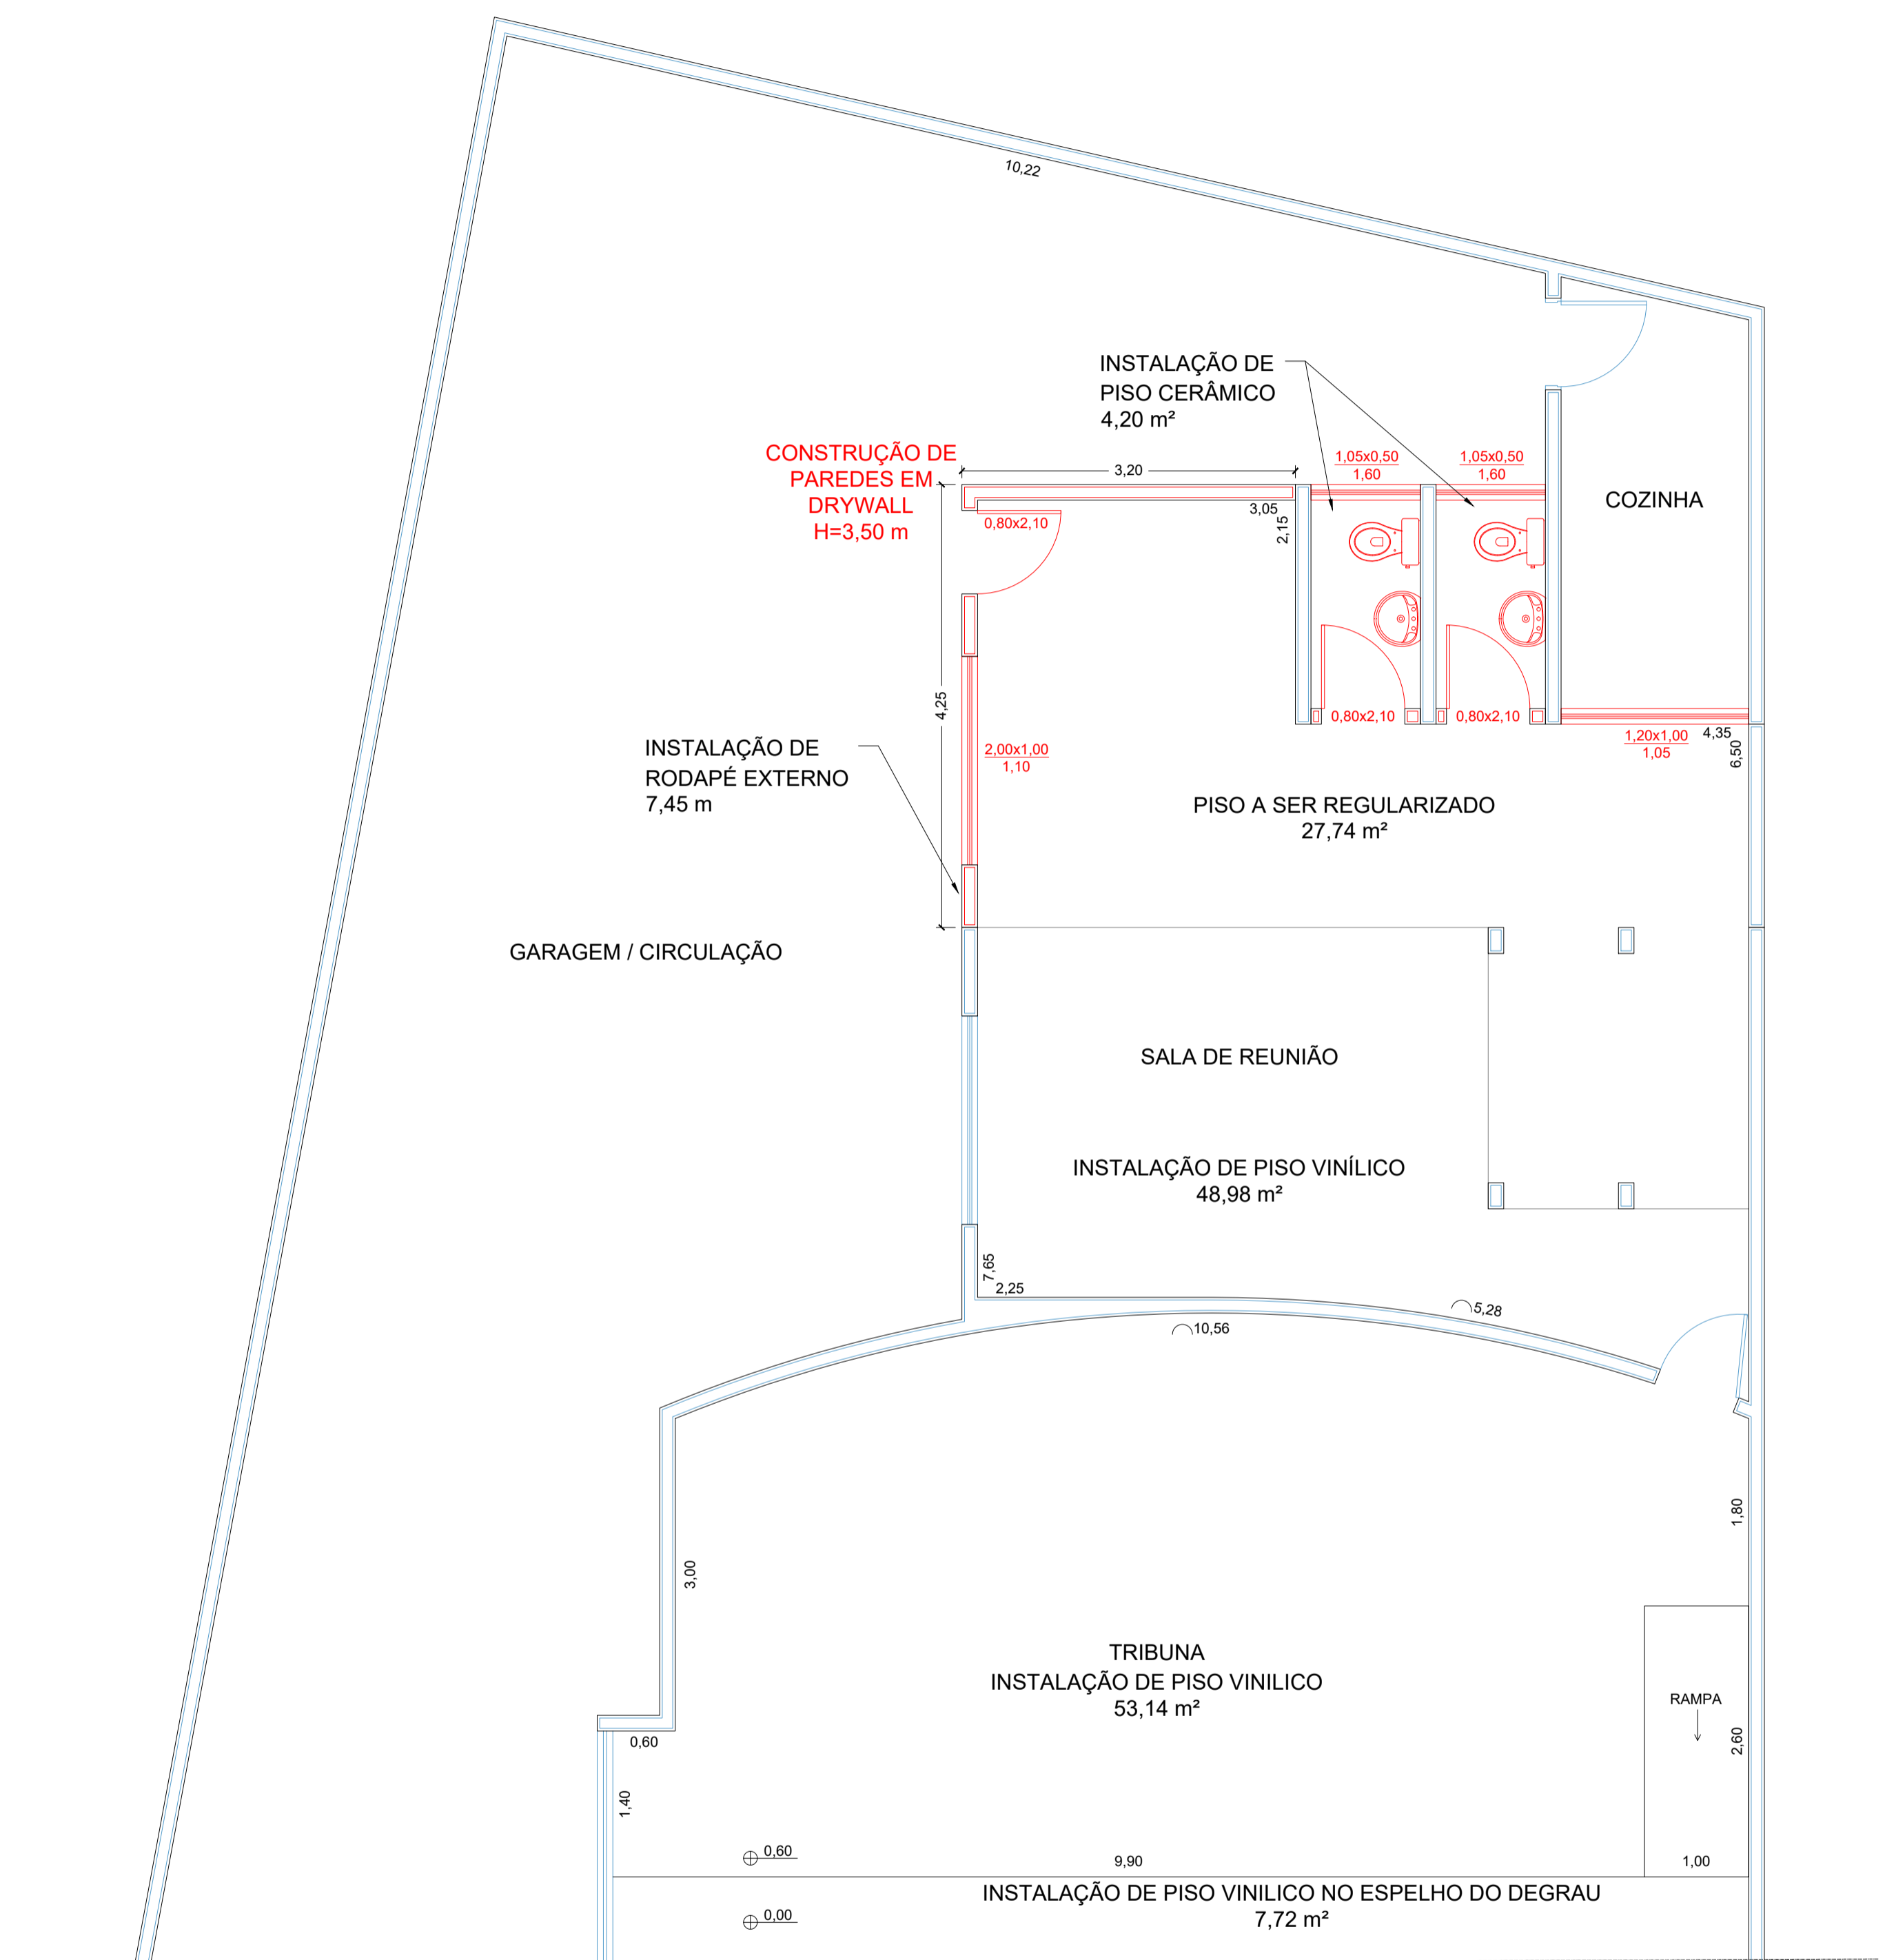 10,22
INSTALAÇÃO DE
PISO CERÂMICO
4,20 m²
CONSTRUÇÃO DE
PAREDES EM
DRYWALL
H=3,50 m
3,20
1,05x0,50
1,60
1,05x0,50
1,60
COZINHA
0,80x2,10
3,05
2,15
4,25
0,80x2,10
0,80x2,10
1,20x1,00
1,05
4,35
6,50
INSTALAÇÃO DE
RODAPÉ EXTERNO
7,45 m
2,00x1,00
1,10
PISO A SER REGULARIZADO
27,74 m²
GARAGEM / CIRCULAÇÃO
SALA DE REUNIÃO
INSTALAÇÃO DE PISO VINÍLICO
48,98 m²
7,65
2,25
5,28
10,56
1,80
3,00
TRIBUNA
INSTALAÇÃO DE PISO VINILICO
53,14 m²
RAMPA
2,60
0,60
1,40
0,60
9,90
1,00
INSTALAÇÃO DE PISO VINILICO NO ESPELHO DO DEGRAU
7,72 m²
0,00